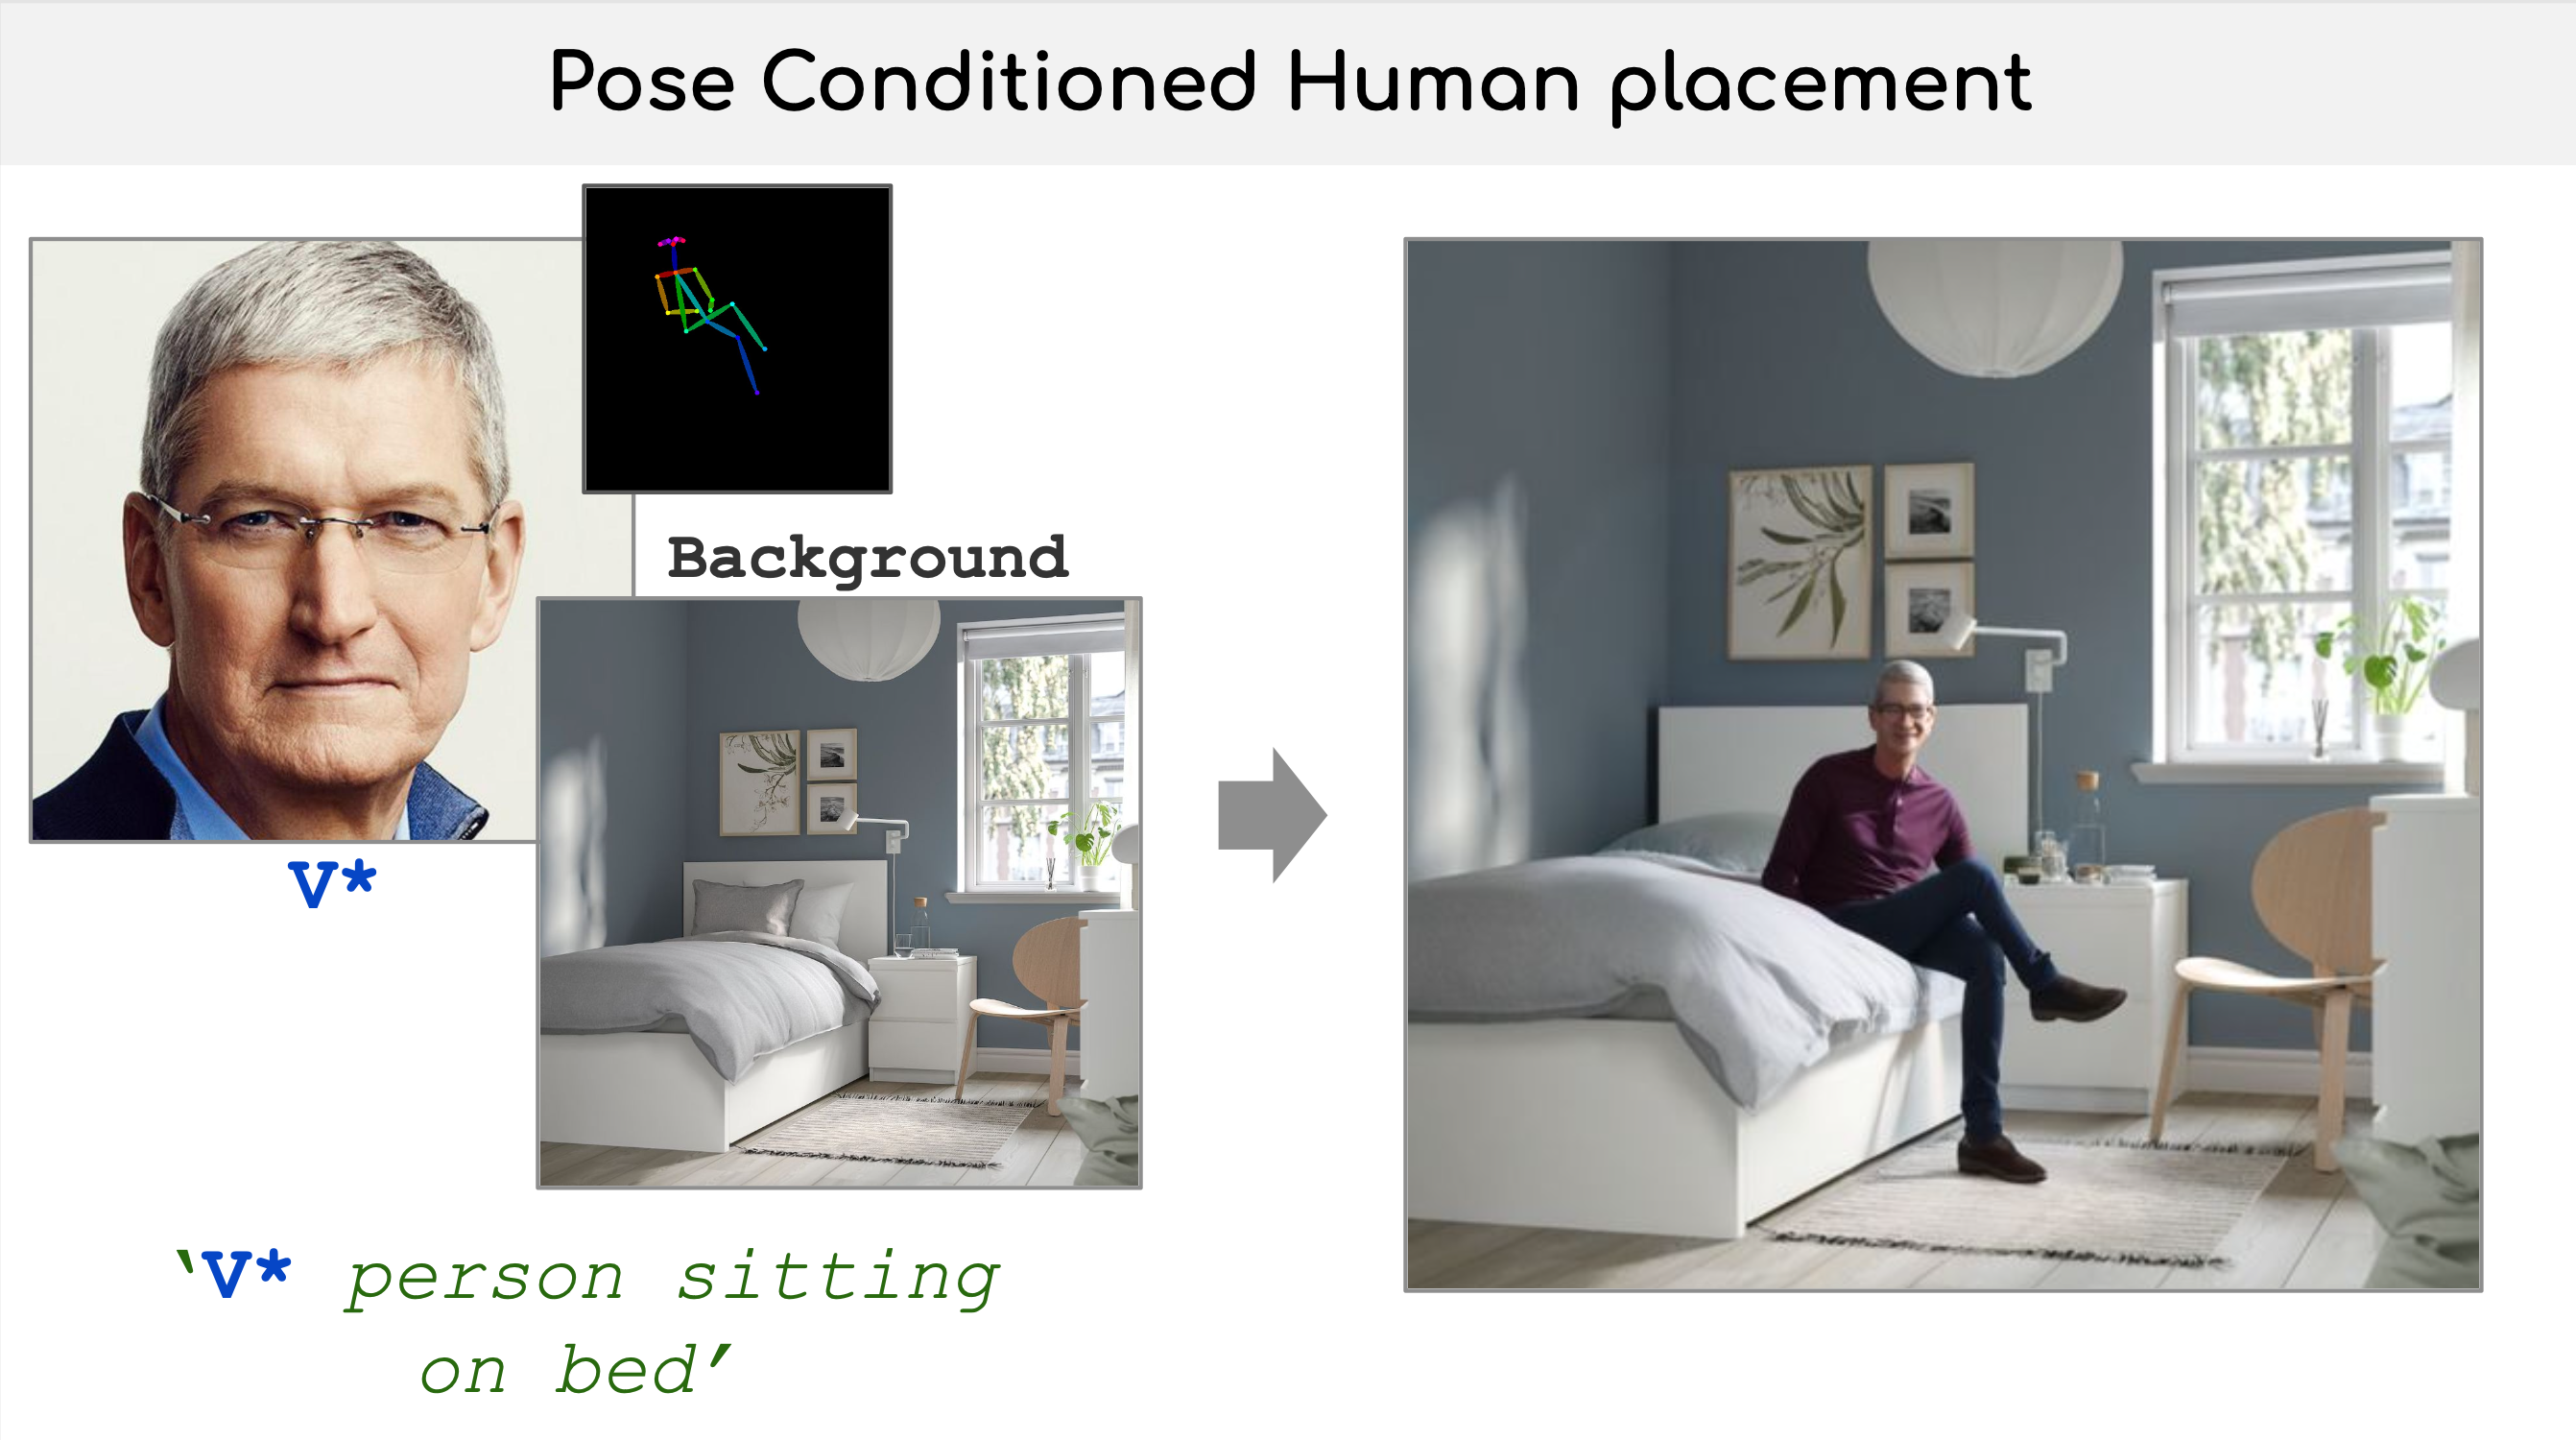 Pose Conditioned Human placement
Background
V*
‘V* person sitting
on bed’